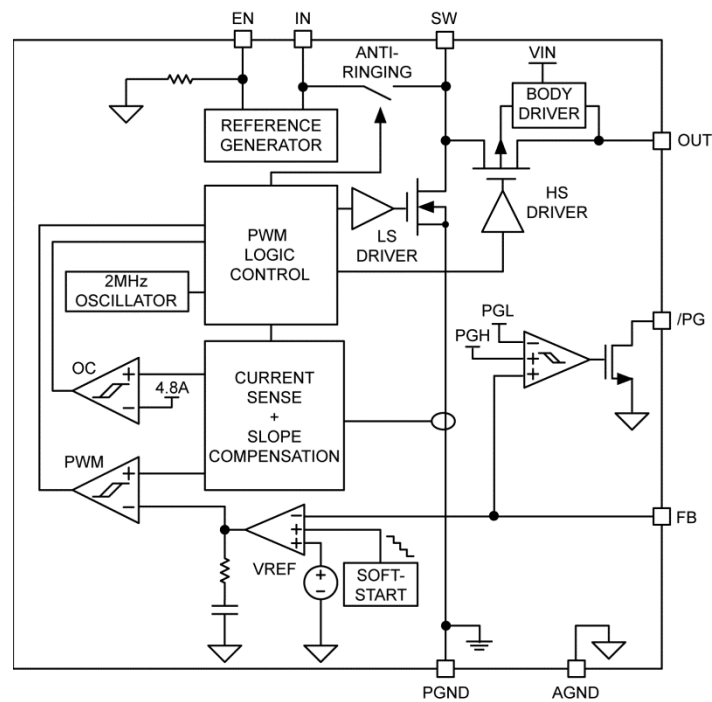 EN
IN
SW
ANTI-
RINGING
VIN
BODY
DRIVER
REFERENCE
GENERATOR
OUT
HS
DRIVER
PWM
LOGIC
CONTROL
LS
DRIVER
2MHz
OSCILLATOR
PGL
PGH
/PG
OC
4.8A
CURRENT
SENSE
+
SLOPE
COMPENSATION
PWM
FB
VREF
SOFT-
START
PGND
AGND